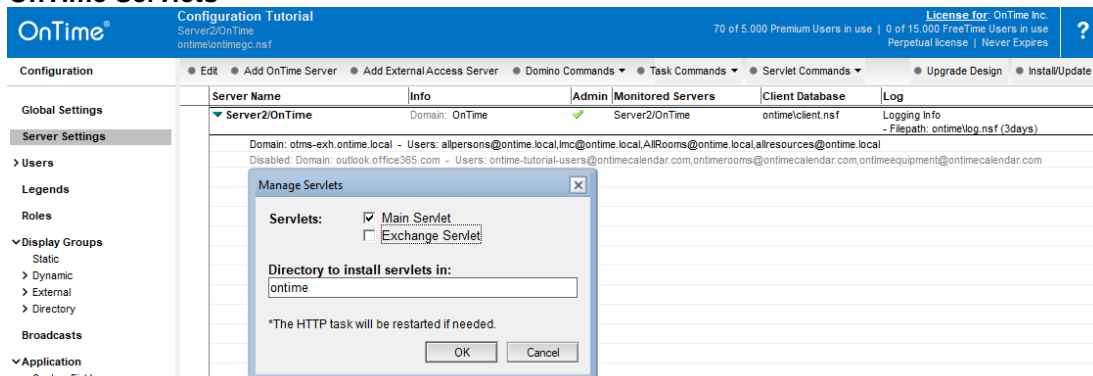 OnTime Servlets
OnTime®
Configuration Tutorial
Server2/OnTime
ontime\ontimegc.nsf
License for: OnTime Inc.
70 of 5.000 Premium Users in use | 0 of 15.000 FreeTime Users in use
Perpetual license | Never Expires
?
Configuration
Edit Add OnTime Server Add External Access Server Domino Commands Task Commands Servlet Commands Upgrade Design Install/Update
Global Settings
Server Settings
Users
Legends
Roles
Display Groups
Static
Dynamic
External
Directory
Broadcasts
Application
Server Name Info Admin Monitored Servers Client Database Log
Server2/OnTime Domain: OnTime Server2/OnTime ontime\client.nsf Logging Info
- Filepath: ontime\log.nsf (3days)
Domain: otms-exh.ontime.local - Users: allpersons@ontime.local,lmc@ontime.local,AllRooms@ontime.local,allresources@ontime.local
Disabled: Domain: outlook.office365.com - Users: ontime-tutorial-users@ontimecalendar.com,ontimerooms@ontimecalendar.com,ontimeequipment@ontimecalendar.com
Manage Servlets
Servlets: Main Servlet
Exchange Servlet
Directory to install servlets in:
ontime
*The HTTP task will be restarted if needed.
OK Cancel